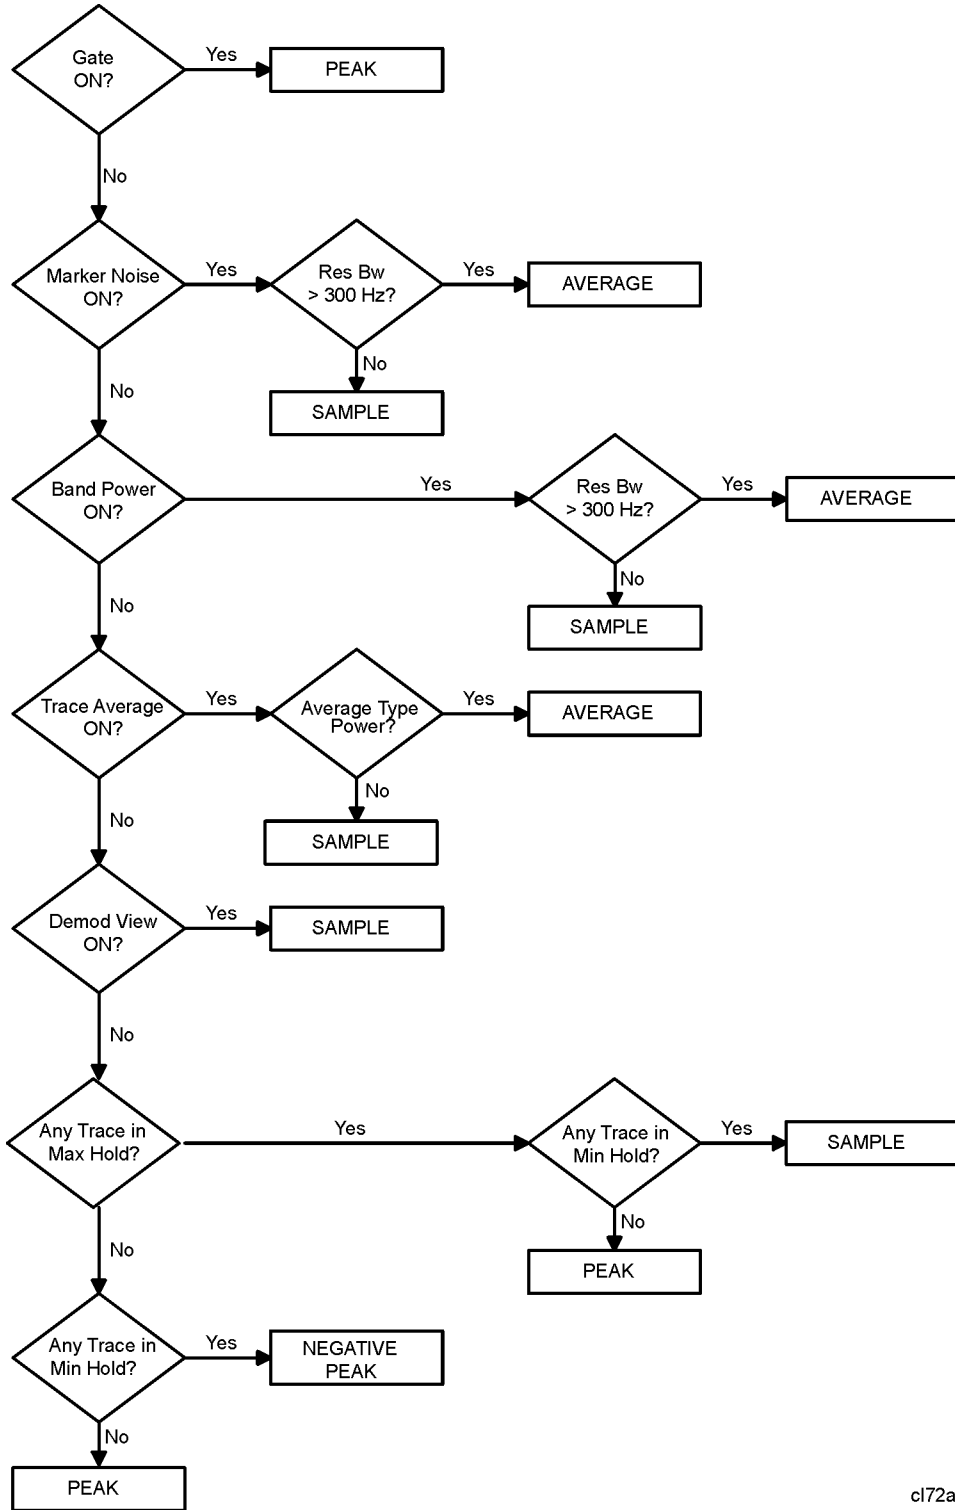 Gate
ON?
Yes
PEAK
No
Marker Noise
ON?
Yes
Res Bw
> 300 Hz?
Yes
AVERAGE
No
SAMPLE
No
Band Power
ON?
Yes
Res Bw
> 300 Hz?
Yes
AVERAGE
No
SAMPLE
No
Trace Average
ON?
Yes
Average Type
Power?
Yes
AVERAGE
No
SAMPLE
No
Demod View
ON?
Yes
SAMPLE
No
Any Trace in
Max Hold?
Yes
Any Trace in
Min Hold?
Yes
SAMPLE
No
PEAK
No
Any Trace in
Min Hold?
Yes
NEGATIVE
PEAK
No
PEAK
cl72a